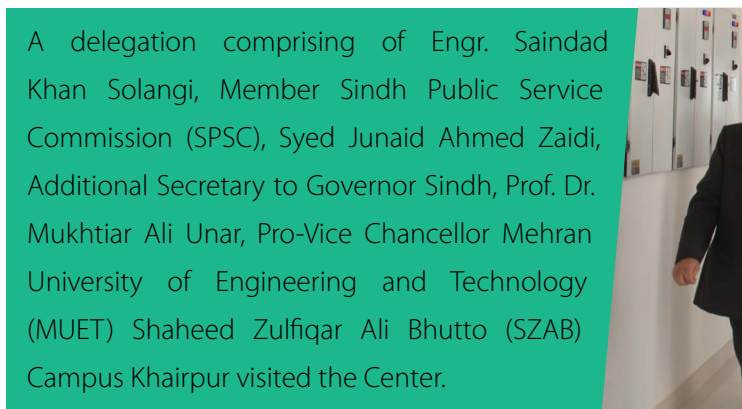 A delegation comprising of Engr. Saindad
Khan Solangi, Member Sindh Public Service
Commission (SPSC), Syed Junaid Ahmed Zaidi,
Additional Secretary to Governor Sindh, Prof. Dr.
Mukhtiar Ali Unar, Pro-Vice Chancellor Mehran
University of Engineering and Technology
(MUET) Shaheed Zulfiqar Ali Bhutto (SZAB)
Campus Khairpur visited the Center.